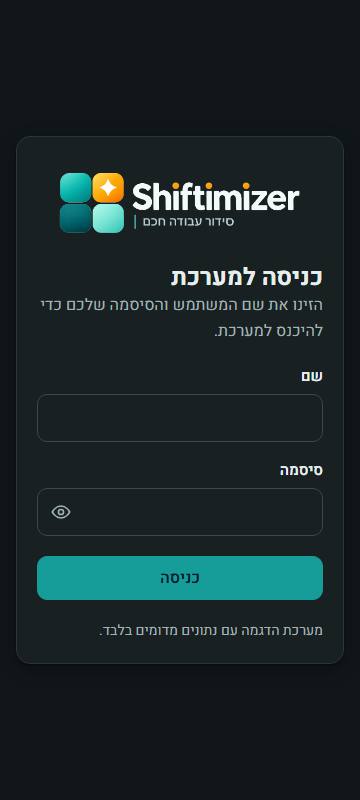 Shiftimizer
סידור עבודה חכם
כניסה למערכת
הזינו את שם המשתמש והסיסמה שלכם כדי
להיכנס למערכת.
שם
סיסמה
כניסה
מערכת הדגמה עם נתונים מדומים בלבד.